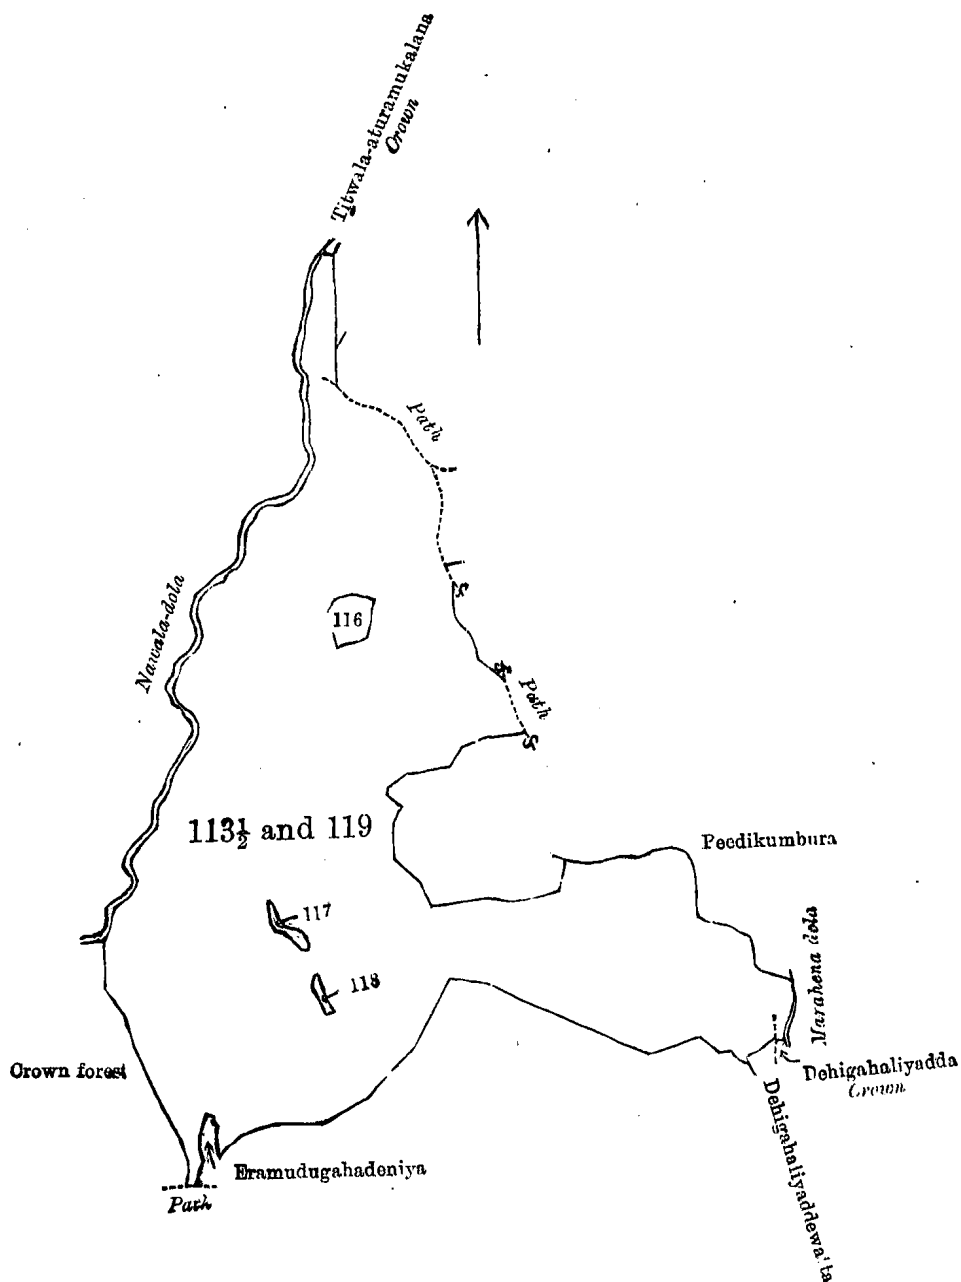 Titwala-aturamukalana
Crown
Path
Nawala-dola
116
Path
113½ and 119
Peedikumbura
117
Marahena dola
118
Crown forest
Dehigahaliyadda
Crown
Dehigahaliyaddewatta
Eramudugahadeniya
Path